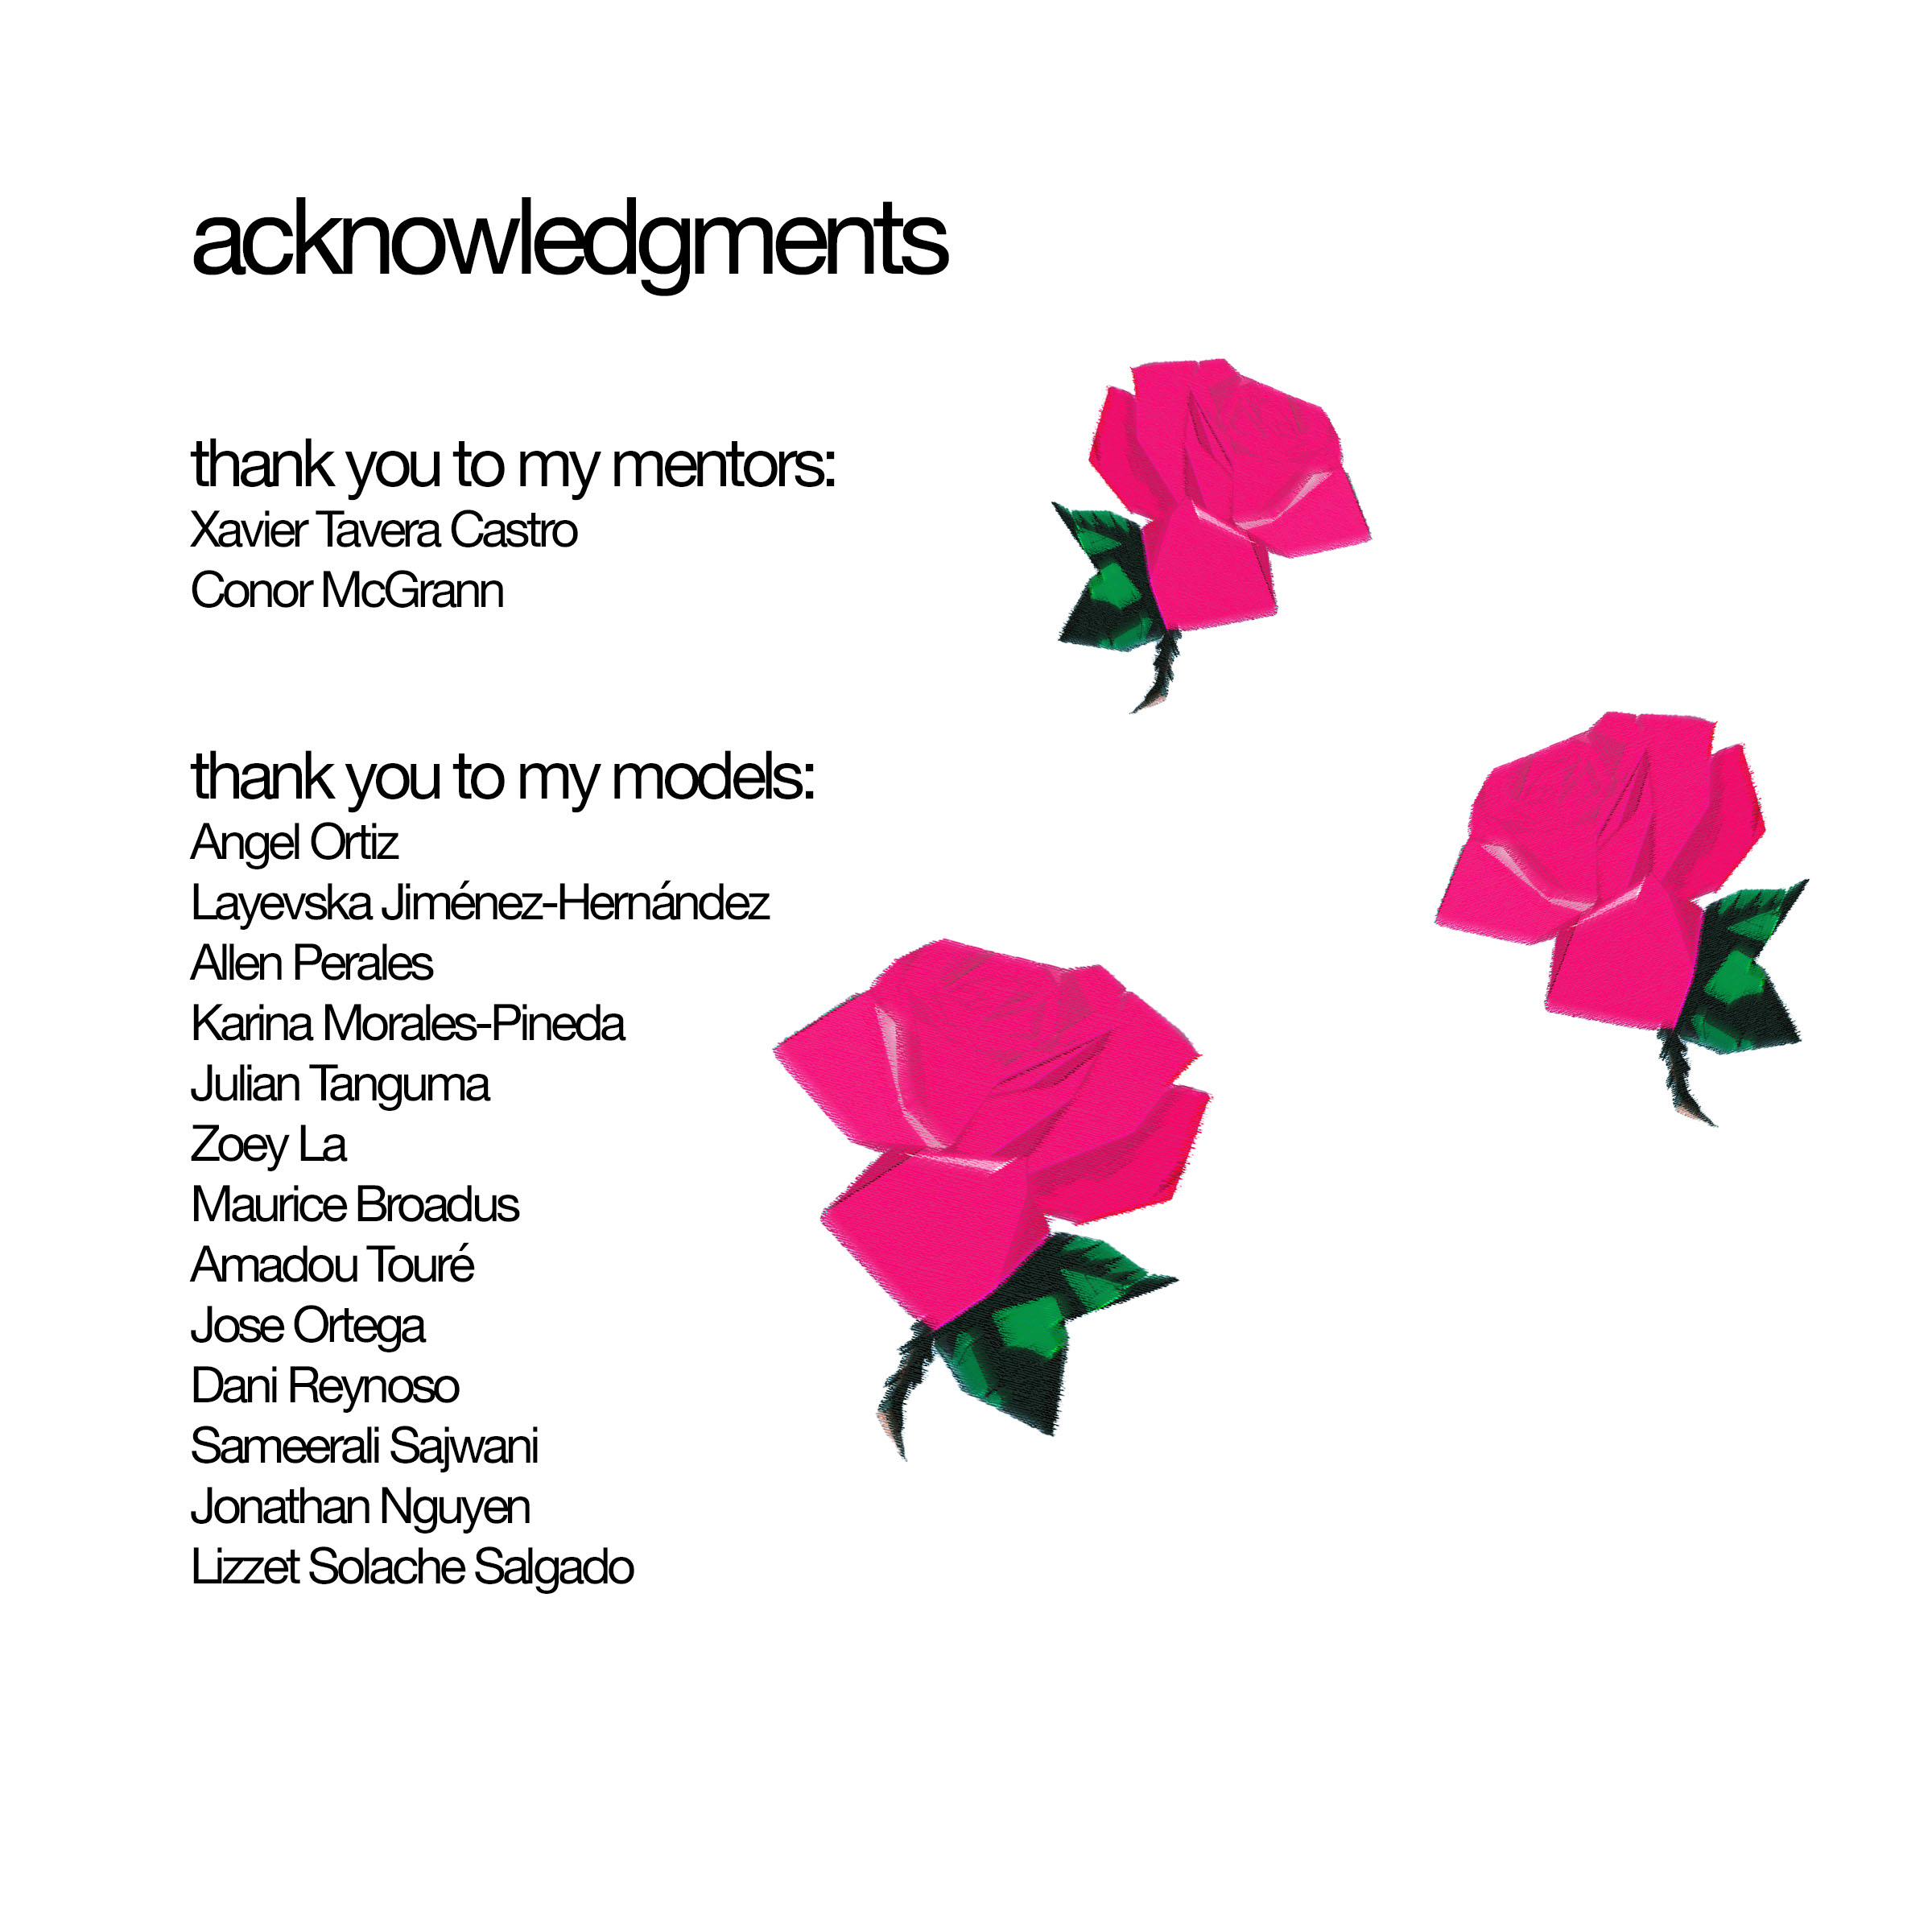 acknowledgments
thank you to my mentors:
Xavier Tavera Castro
Conor McGrann
thank you to my models:
Angel Ortiz
Layevska Jiménez-Hernández
Allen Perales
Karina Morales-Pineda
Julian Tanguma
Zoey La
Maurice Broadus
Amadou Touré
Jose Ortega
Dani Reynoso
Sameerali Sajwani
Jonathan Nguyen
Lizzet Solache Salgado